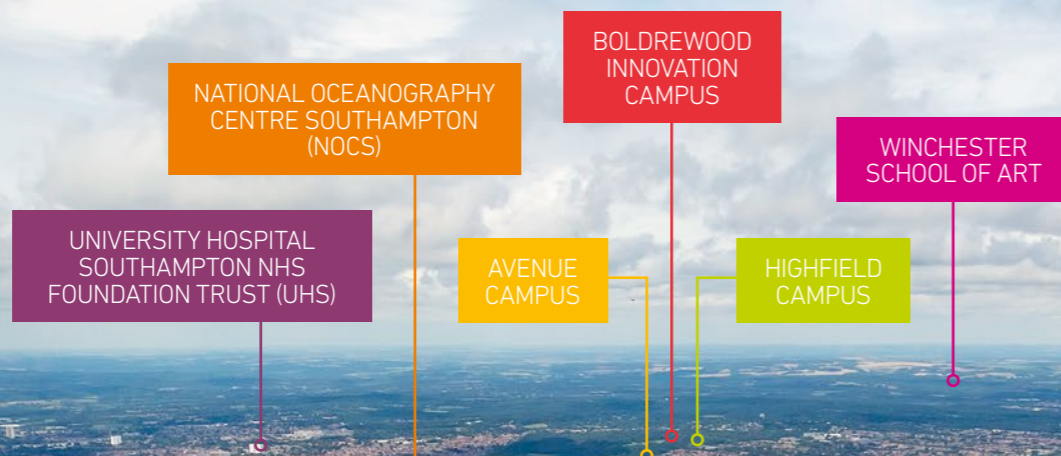 BOLDREWOOD
INNOVATION
CAMPUS
NATIONAL OCEANOGRAPHY
CENTRE SOUTHAMPTON
(NOCS)
WINCHESTER
SCHOOL OF ART
UNIVERSITY HOSPITAL
SOUTHAMPTON NHS
FOUNDATION TRUST (UHS)
AVENUE
CAMPUS
HIGHFIELD
CAMPUS